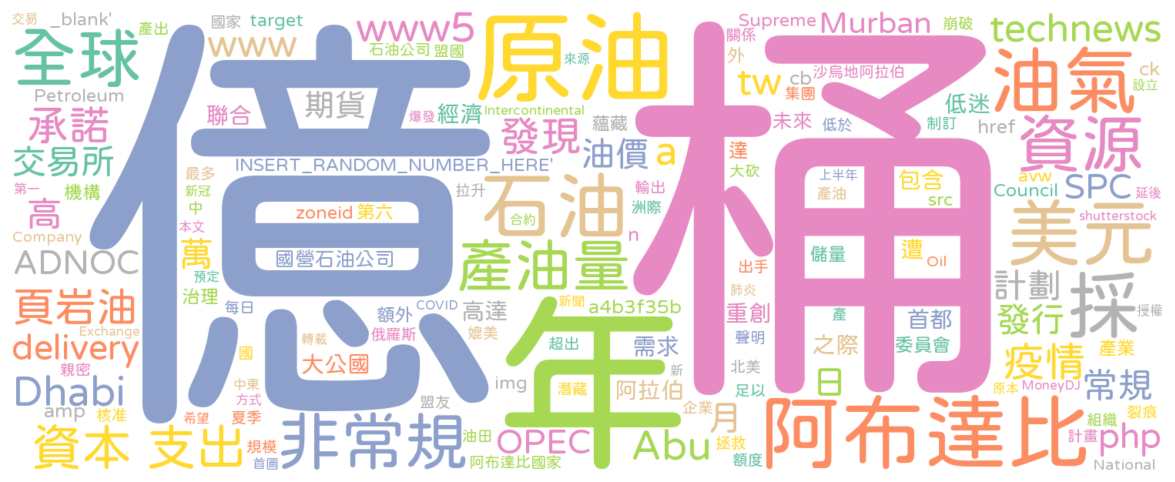 交易
_blank'
國家
target
www5
原油
Supreme
Murban
崩破
technews
產出
全球
www
石油公司
盟國
來源
關係
外
tw
cb
沙烏地阿拉伯
集團
油氣
ck
設立
Petroleum
聯合
期貨
爆發
經濟
Intercontinental
億
桶
低迷
href
承諾
發現
蘊藏
未來
低於
制訂
資源
交易所
INSERT_RANDOM_NUMBER_HERE'
油價
a
達
大砍
上半年
包含
avw
最多
第一
機構
新冠
中
拉升
石油
輸出
洲際
產油
src
Council
SPC
延後
高
本文
zoneid
第六
合約
n
shutterstock
Company
萬
國營石油公司
產油量
儲量
遭
美元
ADNOC
預定
出手
Oil
治理
每日
額外
COVID
高達
新聞
a4b3f35b
肺炎
計劃
採
頁岩油
Exchange
轉載
俄羅斯
媲美
年
重創
產
首都
發行
授權
delivery
國
大公國
超出
需求
聲明
之際
委員會
疫情
產業
親密
Dhabi
中東
方式
盟友
img
潛藏
新
阿拉伯
北美
足以
日
原本
MoneyDJ
常規
amp
核准
希望
夏季
企業
月
組織
裂痕
資本
支出
規模
首團
非常規
油田
OPEC
Abu
拯救
額度
阿布達比
計畫
php
阿布達比國家
National